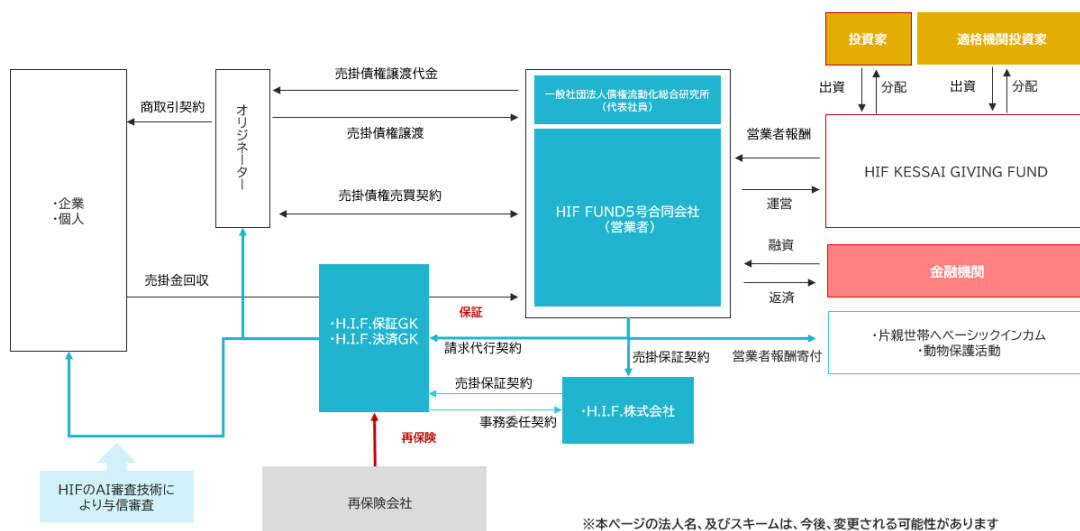 投資家
適格機関投資家
出資
分配
出資
分配
・企業
・個人
商取引契約
オリジネーター
売掛債権譲渡代金
売掛債権譲渡
売掛債権売買契約
一般社団法人債権流動化総合研究所
（代表社員）
HIF FUND5号合同会社
（営業者）
営業者報酬
運営
HIF KESSAI GIVING FUND
融資
返済
金融機関
売掛金回収
・H.I.F.保証GK
・H.I.F.決済GK
保証
請求代行契約
売掛保証契約
営業者報酬寄付
・片親世帯へベーシックインカム
・動物保護活動
売掛保証契約
事務委任契約
・H.I.F.株式会社
再保険
再保険会社
HIFのAI審査技術に
より与信審査
※本ページの法人名、及びスキームは、今後、変更される可能性があります